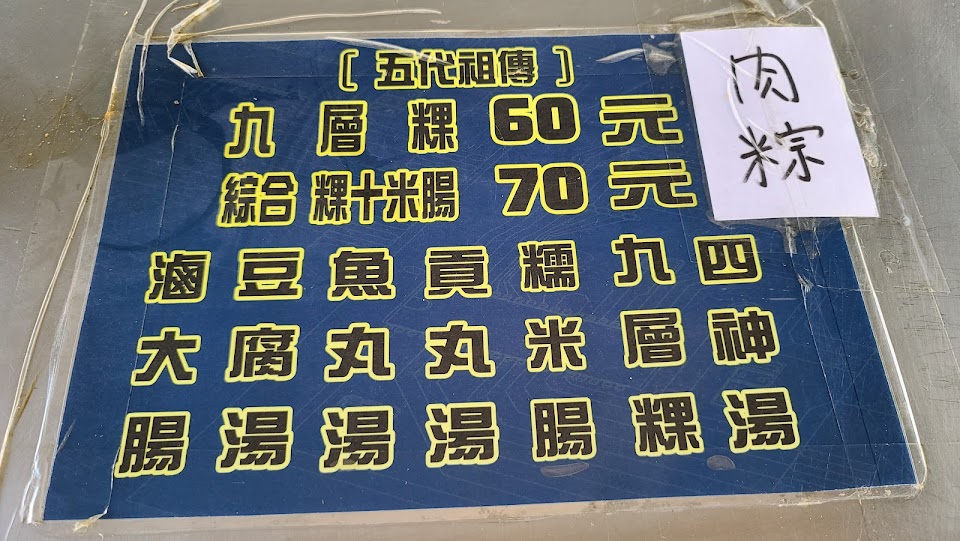 〔五代祖傳〕
九層粿 60元
綜合 粿十米腸 70元
四神湯
九層粿
糯米腸
貢丸湯
魚丸湯
豆腐湯
滷大腸
肉粽